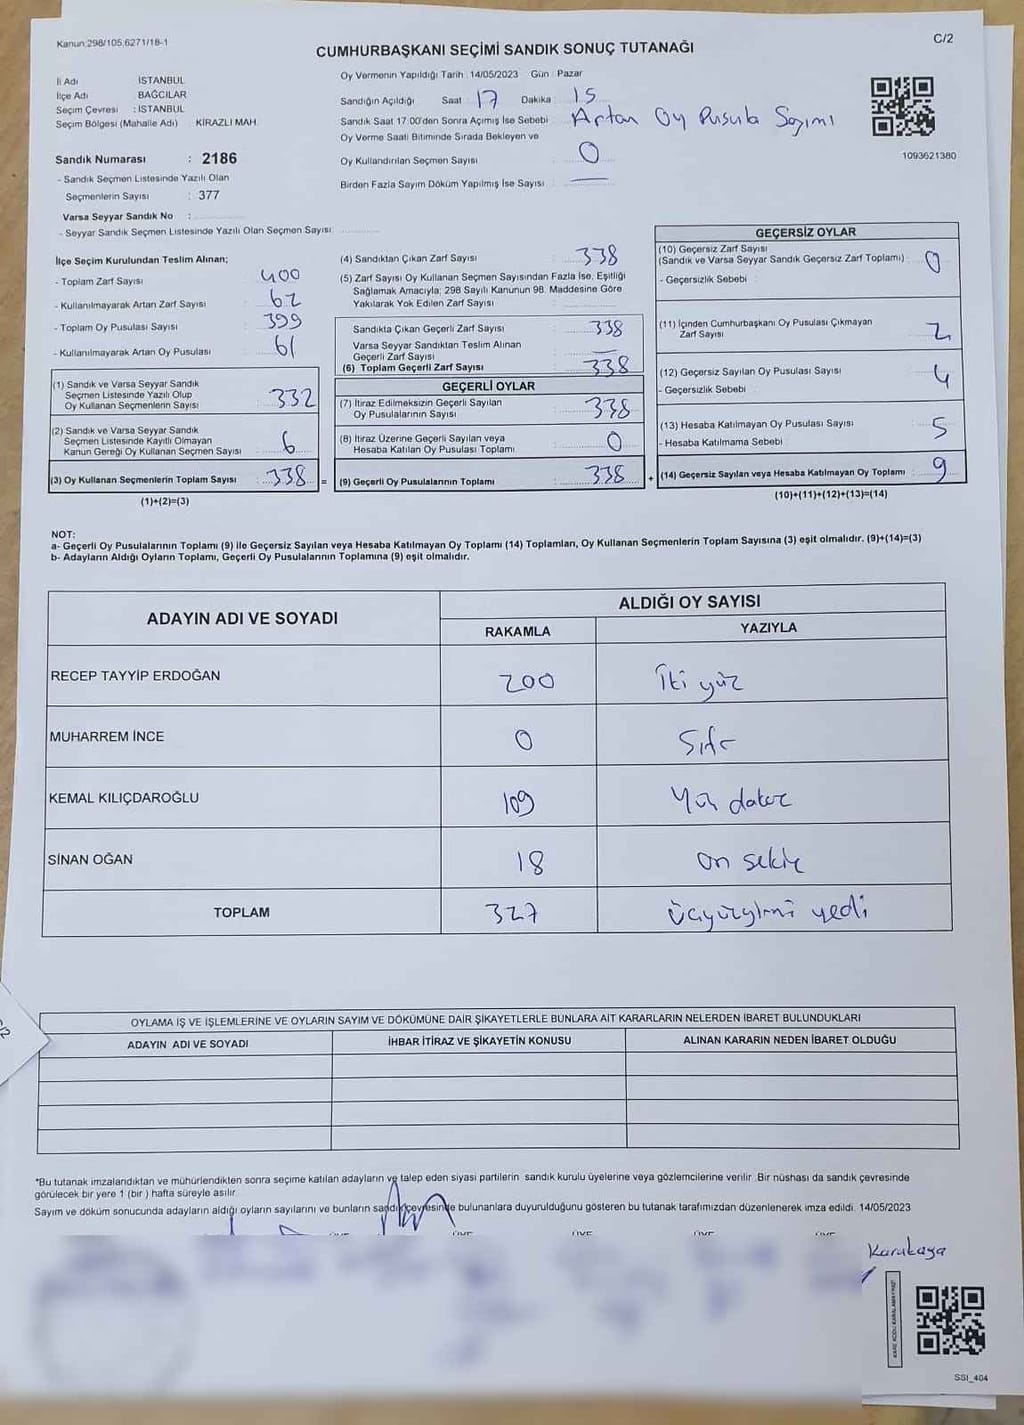 Kanun:298/105,6271/18-1
C/2
CUMHURBAŞKANI SEÇİMİ SANDIK SONUÇ TUTANAĞI
İl Adı : İSTANBUL
İlçe Adı : BAĞCILAR
Seçim Çevresi : İSTANBUL
Seçim Bölgesi (Mahalle Adı) : KİRAZLI MAH.
Sandık Numarası : 2186
- Sandık Seçmen Listesinde Yazılı Olan
Seçmenlerin Sayısı : 377
Varsa Seyyar Sandık No :
- Seyyar Sandık Seçmen Listesinde Yazılı Olan Seçmen Sayısı:
Oy Vermenin Yapıldığı Tarih : 14/05/2023 Gün : Pazar
Sandığın Açıldığı Saat : 17 Dakika : 15
Sandık Saat 17.00'den Sonra Açımış İse Sebebi : Artan Oy Pusula Sayımı
Oy Verme Saati Bitiminde Sırada Bekleyen ve
Oy Kullandırılan Seçmen Sayısı : 0
Birden Fazla Sayım Döküm Yapılmış İse Sayısı : —
1093621380
İlçe Seçim Kurulundan Teslim Alınan;
- Toplam Zarf Sayısı : 400
- Kullanılmayarak Artan Zarf Sayısı : 62
- Toplam Oy Pusulası Sayısı : 399
- Kullanılmayarak Artan Oy Pusulası : 61
(1) Sandık ve Varsa Seyyar Sandık
Seçmen Listesinde Yazılı Olup
Oy Kullanan Seçmenlerin Sayısı : 332
(2) Sandık ve Varsa Seyyar Sandık
Seçmen Listesinde Kayıtlı Olmayan
Kanun Gereği Oy Kullanan Seçmen Sayısı : 6
(3) Oy Kullanan Seçmenlerin Toplam Sayısı : 338 =
(1)+(2)=(3)
(4) Sandıktan Çıkan Zarf Sayısı : 338
(5) Zarf Sayısı Oy Kullanan Seçmen Sayısından Fazla İse, Eşitliği
Sağlamak Amacıyla; 298 Sayılı Kanunun 98. Maddesine Göre
Yakılarak Yok Edilen Zarf Sayısı :
Sandıkta Çıkan Geçerli Zarf Sayısı : 338
Varsa Seyyar Sandıktan Teslim Alınan
Geçerli Zarf Sayısı : —
(6) Toplam Geçerli Zarf Sayısı : 338
GEÇERLİ OYLAR
(7) İtiraz Edilmeksizin Geçerli Sayılan
Oy Pusulalarının Sayısı : 338
(8) İtiraz Üzerine Geçerli Sayılan veya
Hesaba Katılan Oy Pusulası Toplamı : 0
(9) Geçerli Oy Pusulalarının Toplamı : 338 +
GEÇERSİZ OYLAR
(10) Geçersiz Zarf Sayısı
(Sandık ve Varsa Seyyar Sandık Geçersiz Zarf Toplamı) : 0
- Geçersizlik Sebebi :
(11) İçinden Cumhurbaşkanı Oy Pusulası Çıkmayan
Zarf Sayısı : 2
(12) Geçersiz Sayılan Oy Pusulası Sayısı : 4
- Geçersizlik Sebebi :
(13) Hesaba Katılmayan Oy Pusulası Sayısı : 5
- Hesaba Katılmama Sebebi :
(14) Geçersiz Sayılan veya Hesaba Katılmayan Oy Toplamı : 9
(10)+(11)+(12)+(13)=(14)
NOT:
a- Geçerli Oy Pusulalarının Toplamı (9) ile Geçersiz Sayılan veya Hesaba Katılmayan Oy Toplamı (14) Toplamları, Oy Kullanan Seçmenlerin Toplam Sayısına (3) eşit olmalıdır. (9)+(14)=(3)
b- Adayların Aldığı Oyların Toplamı, Geçerli Oy Pusulalarının Toplamına (9) eşit olmalıdır.
ADAYIN ADI VE SOYADI ALDIĞI OY SAYISI
RAKAMLA YAZIYLA
RECEP TAYYİP ERDOĞAN 200 İki yüz
MUHARREM İNCE 0 Sıfır
KEMAL KILIÇDAROĞLU 109 Yüz dokuz
SİNAN OĞAN 18 on sekiz
TOPLAM 327 üçyüzyirmi yedi
C/2
OYLAMA İŞ VE İŞLEMLERİNE VE OYLARIN SAYIM VE DÖKÜMÜNE DAİR ŞİKAYETLERLE BUNLARA AİT KARARLARIN NELERDEN İBARET BULUNDUKLARI
ADAYIN ADI VE SOYADI İHBAR İTİRAZ VE ŞİKAYETİN KONUSU ALINAN KARARIN NEDEN İBARET OLDUĞU
*Bu tutanak imzalandıktan ve mühürlendikten sonra seçime katılan adayların ve talep eden siyasi partilerin sandık kurulu üyelerine veya gözlemcilerine verilir. Bir nüshası da sandık çevresinde
görülecek bir yere 1 (bir ) hafta süreyle asılır.
Sayım ve döküm sonucunda adayların aldığı oyların sayılarını ve bunların sandık çevresinde bulunanlara duyurulduğunu gösteren bu tutanak tarafımızdan düzenlenerek imza edildi. 14/05/2023
ÜYE ÜYE ÜYE ÜYE ÜYE
Karakaya
KARE KODU KARALAMAYINIZ!
SSI_404